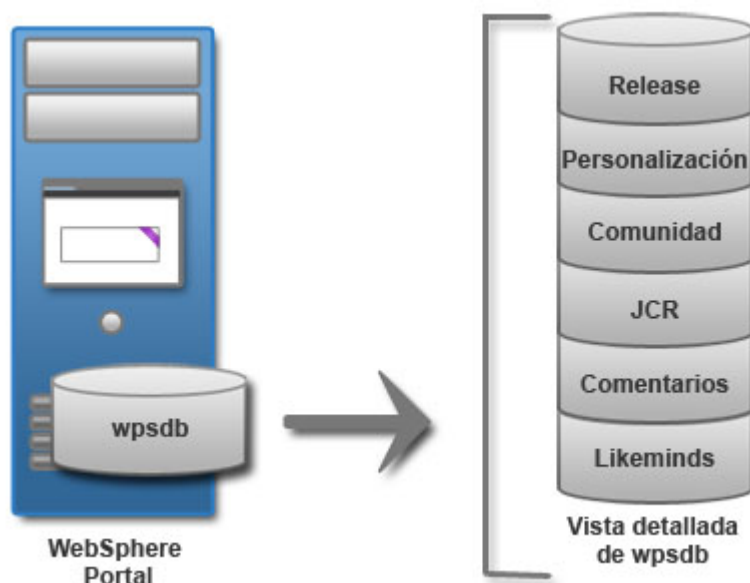 wpsdb
WebSphere
Portal
Release
Personalización
Comunidad
JCR
Comentarios
Likeminds
Vista detallada
de wpsdb